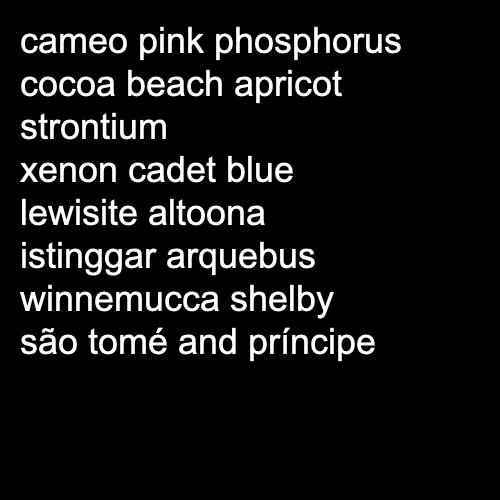 cameo pink phosphorus
cocoa beach apricot
strontium
xenon cadet blue
lewisite altoona
istinggar arquebus
winnemucca shelby
são tomé and príncipe